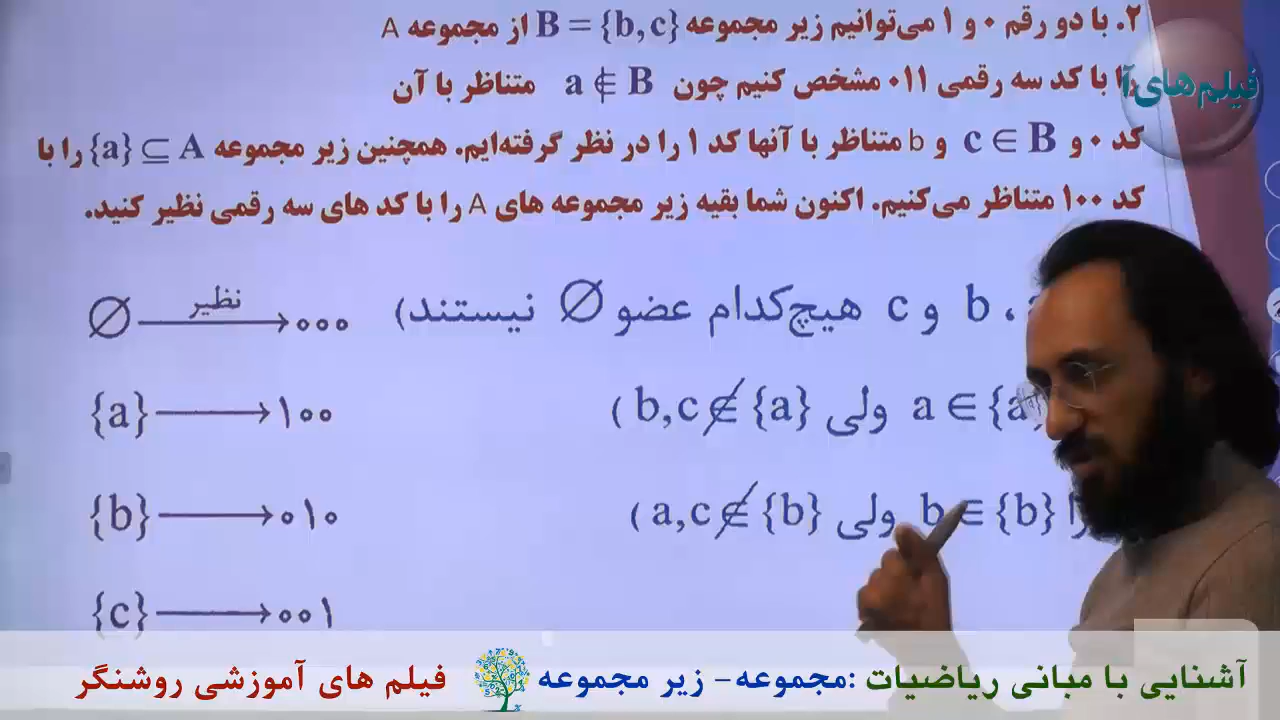 ۲. با دو رقم ۰ و ۱ می‌توانیم زیر مجموعه B = {b, c} از مجموعه A
را با کد سه رقمی ۰۱۱ مشخص کنیم چون a ∉ B متناظر با آن
کد ۰ و c ∈ B و b متناظر با آنها کد ۱ را در نظر گرفته‌ایم. همچنین زیر مجموعه {a} ⊆ A را با
کد ۱۰۰ متناظر می‌کنیم. اکنون شما بقیه زیر مجموعه های A را با کد های سه رقمی نظیر کنید.
فیلم های آ
∅ → نظیر ۰۰۰ ، b و c هیچ‌کدام عضو ∅ نیستند)
{a} → ۱۰۰ a ∈ {a} ولی b,c ∉ {a} )
{b} → ۰۱۰ b ∈ {b} ولی a,c ∉ {b} )
{c} → ۰۰۱
آشنایی با مبانی ریاضیات :مجموعه- زیر مجموعه فیلم های آموزشی روشنگر